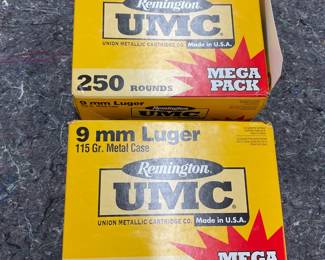 Remington
UMC
UNION METALLIC CARTRIDGE CO. Made in U.S.A.
250 ROUNDS
MEGA
PACK
9 mm Luger
9 mm Luger
115 Gr. Metal Case
Remington
UMC
UNION METALLIC CARTRIDGE CO. Made in U.S.A.
MEGA